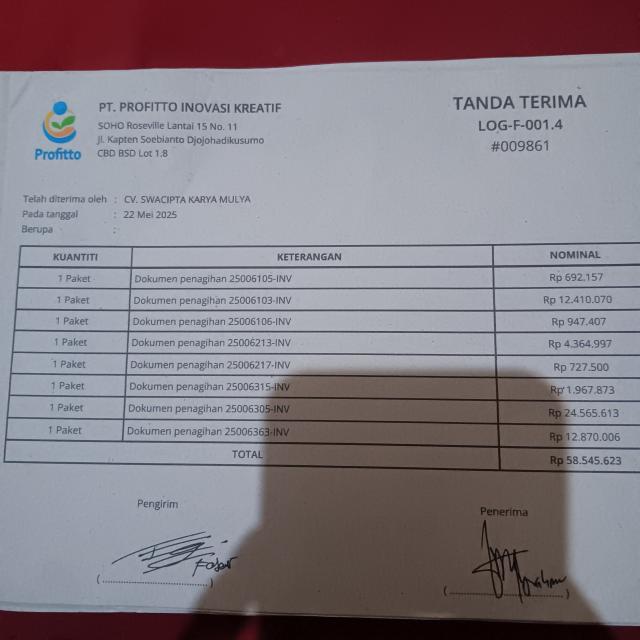 PT. PROFITTO INOVASI KREATIF
SOHO Roseville Lantai 15 No. 11
Jl. Kapten Soebianto Djojohadikusumo
CBD BSD Lot 1.8
Profitto
TANDA TERIMA
LOG-F-001.4
#009861
Telah diterima oleh : CV. SWACIPTA KARYA MULYA
Pada tanggal : 22 Mei 2025
Berupa :
KUANTITI KETERANGAN NOMINAL
1 Paket Dokumen penagihan 25006105-INV Rp 692.157
1 Paket Dokumen penagihan 25006103-INV Rp 12.410.070
1 Paket Dokumen penagihan 25006106-INV Rp 947.407
1 Paket Dokumen penagihan 25006213-INV Rp 4.364.997
1 Paket Dokumen penagihan 25006217-INV Rp 727.500
1 Paket Dokumen penagihan 25006315-INV Rp 1.967.873
1 Paket Dokumen penagihan 25006305-INV Rp 24.565.613
1 Paket Dokumen penagihan 25006363-INV Rp 12.870.006
TOTAL Rp 58.545.623
Pengirim Penerima
(........................................) (........................................)